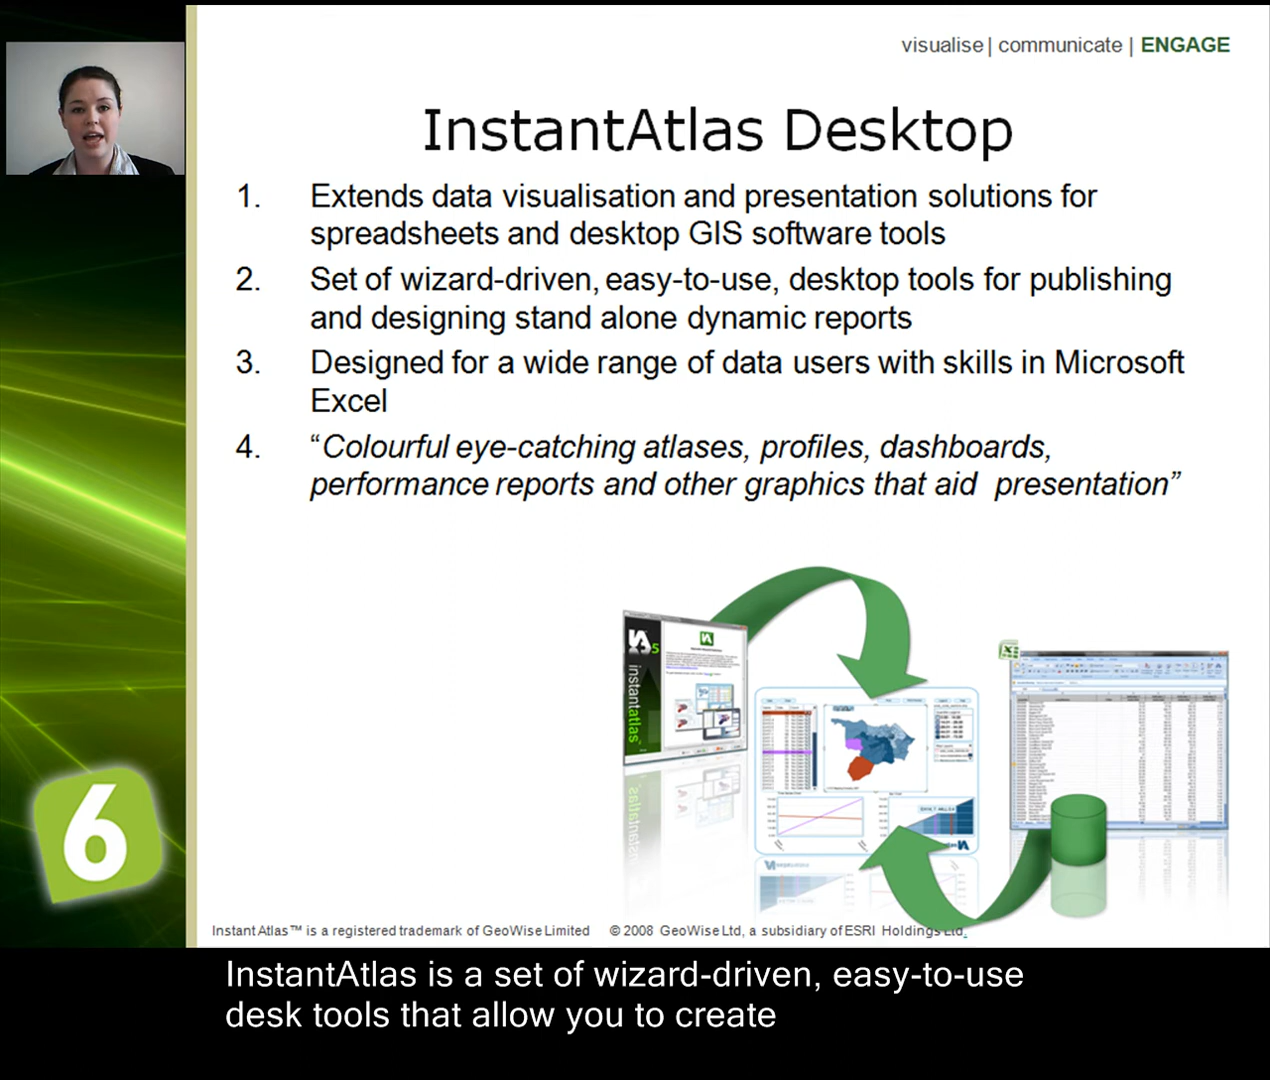 visualise | communicate | ENGAGE
InstantAtlas Desktop
1. Extends data visualisation and presentation solutions for
spreadsheets and desktop GIS software tools
2. Set of wizard-driven, easy-to-use, desktop tools for publishing
and designing stand alone dynamic reports
3. Designed for a wide range of data users with skills in Microsoft
Excel
4. “Colourful eye-catching atlases, profiles, dashboards,
performance reports and other graphics that aid presentation”
instantatlas
6
InstantAtlas™ is a registered trademark of GeoWise Limited © 2008 GeoWise Ltd, a subsidiary of ESRI Holdings Ltd.
InstantAtlas is a set of wizard-driven, easy-to-use
desk tools that allow you to create